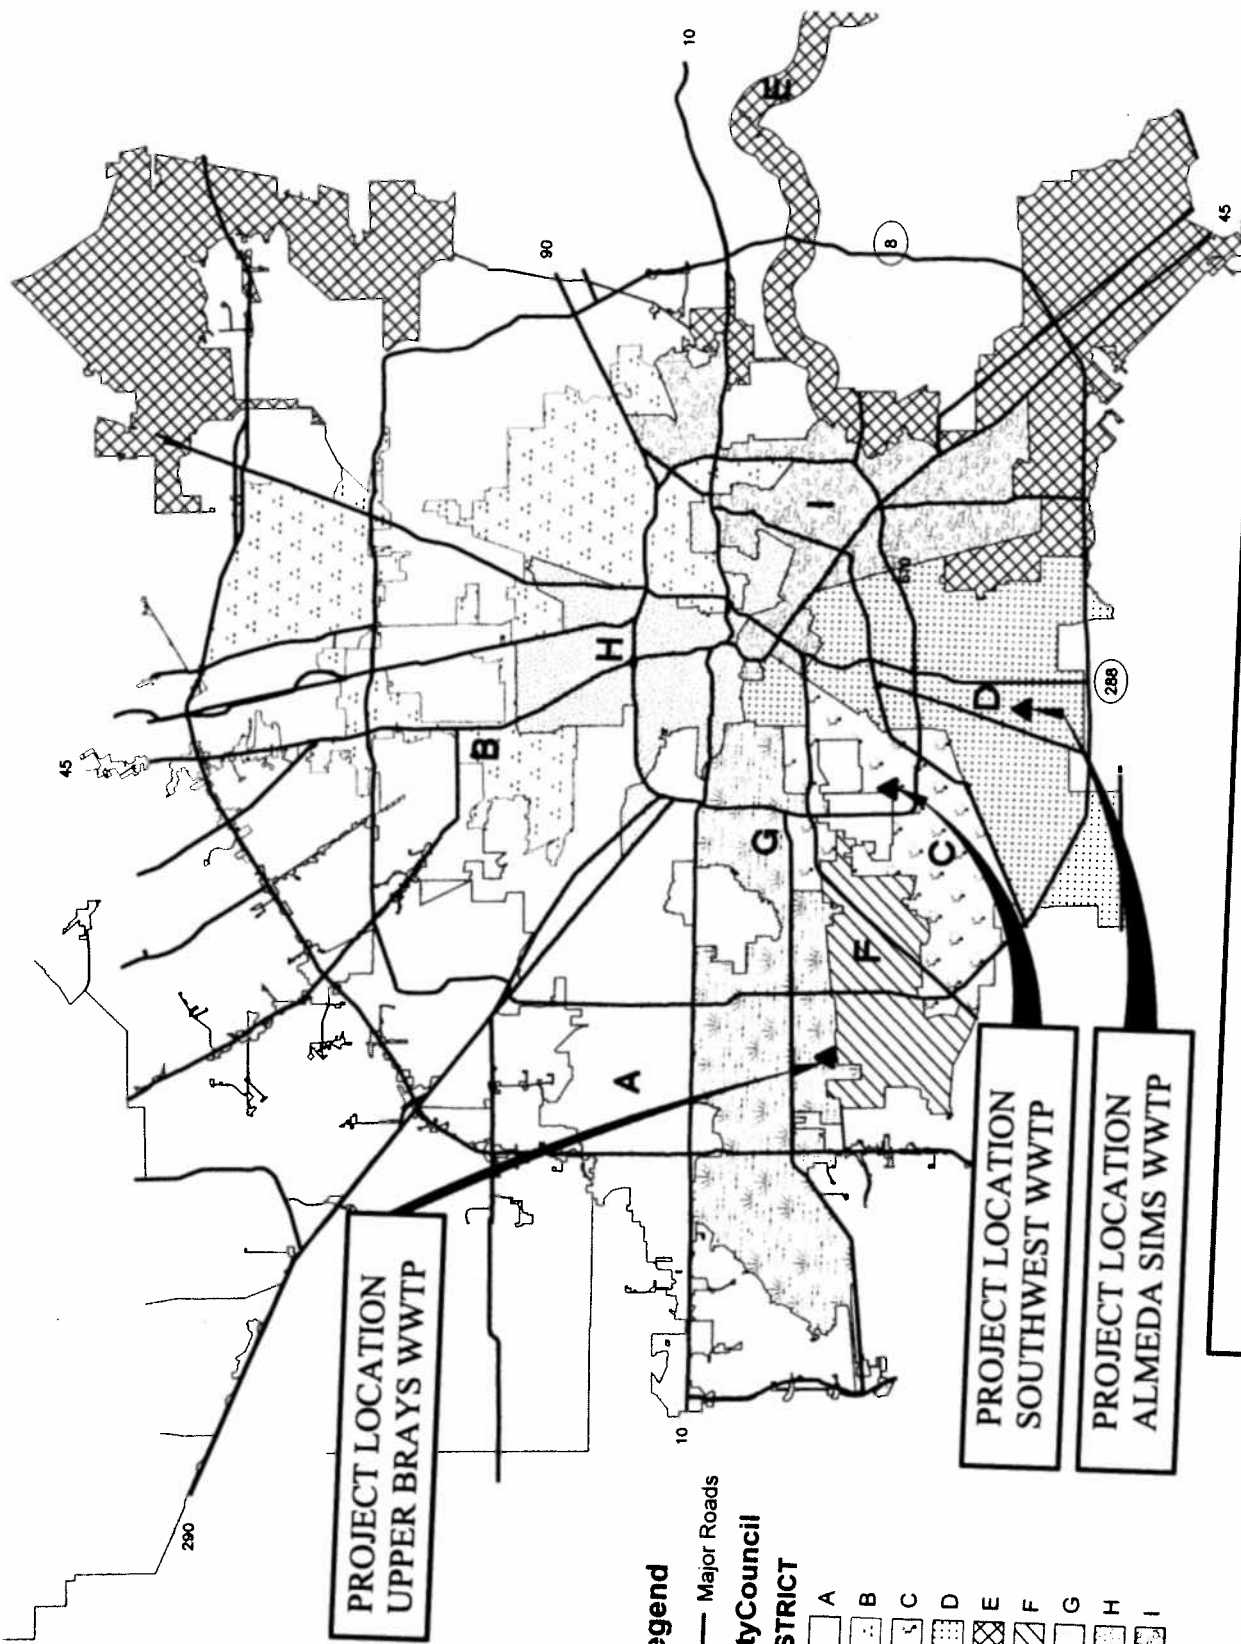 PROJECT LOCATION
UPPER BRAYS WWTP
PROJECT LOCATION
SOUTHWEST WWTP
PROJECT LOCATION
ALMEDA SIMS WWTP
290
45
90
10
10
8
45
288
610
A
B
C
D
E
F
G
H
I
egend
Major Roads
tyCouncil
STRICT
A
B
C
D
E
F
G
H
I